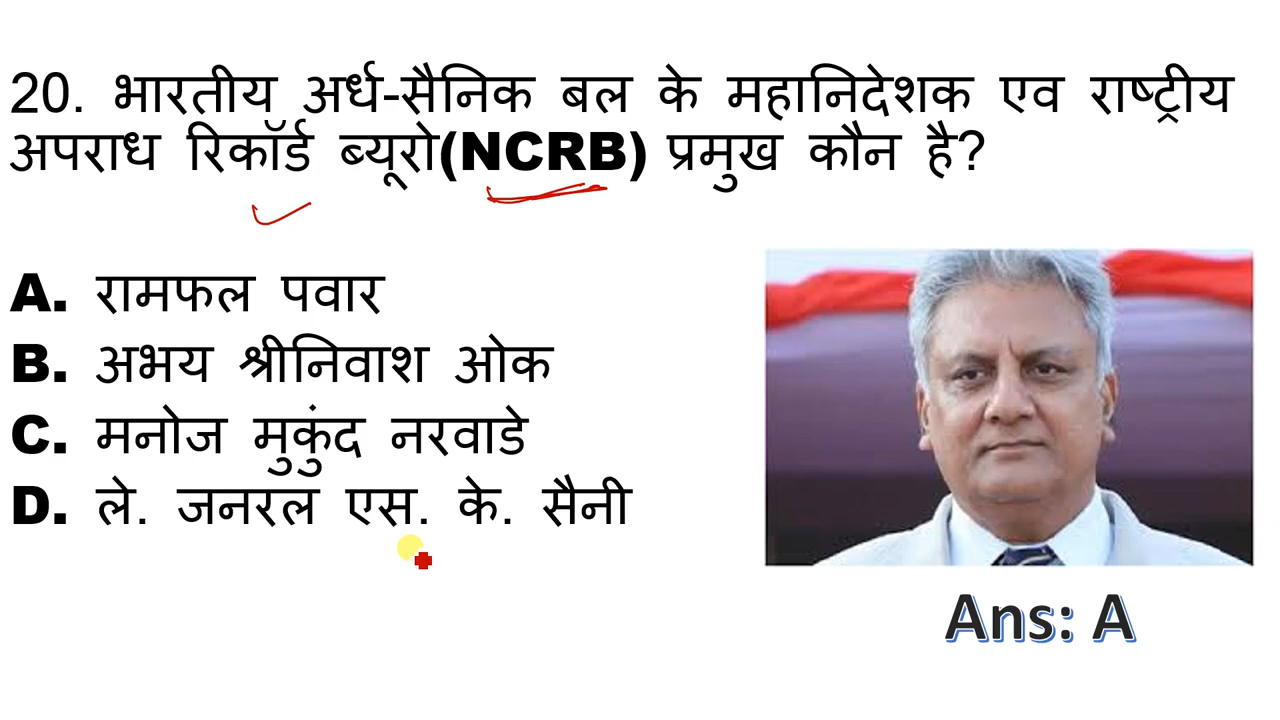 20. भारतीय अर्ध-सैनिक बल के महानिदेशक एव राष्ट्रीय
अपराध रिकॉर्ड ब्यूरो(NCRB) प्रमुख कौन है?
A. रामफल पवार
B. अभय श्रीनिवाश ओक
C. मनोज मुकुंद नरवाडे
D. ले. जनरल एस. के. सैनी
Ans: A